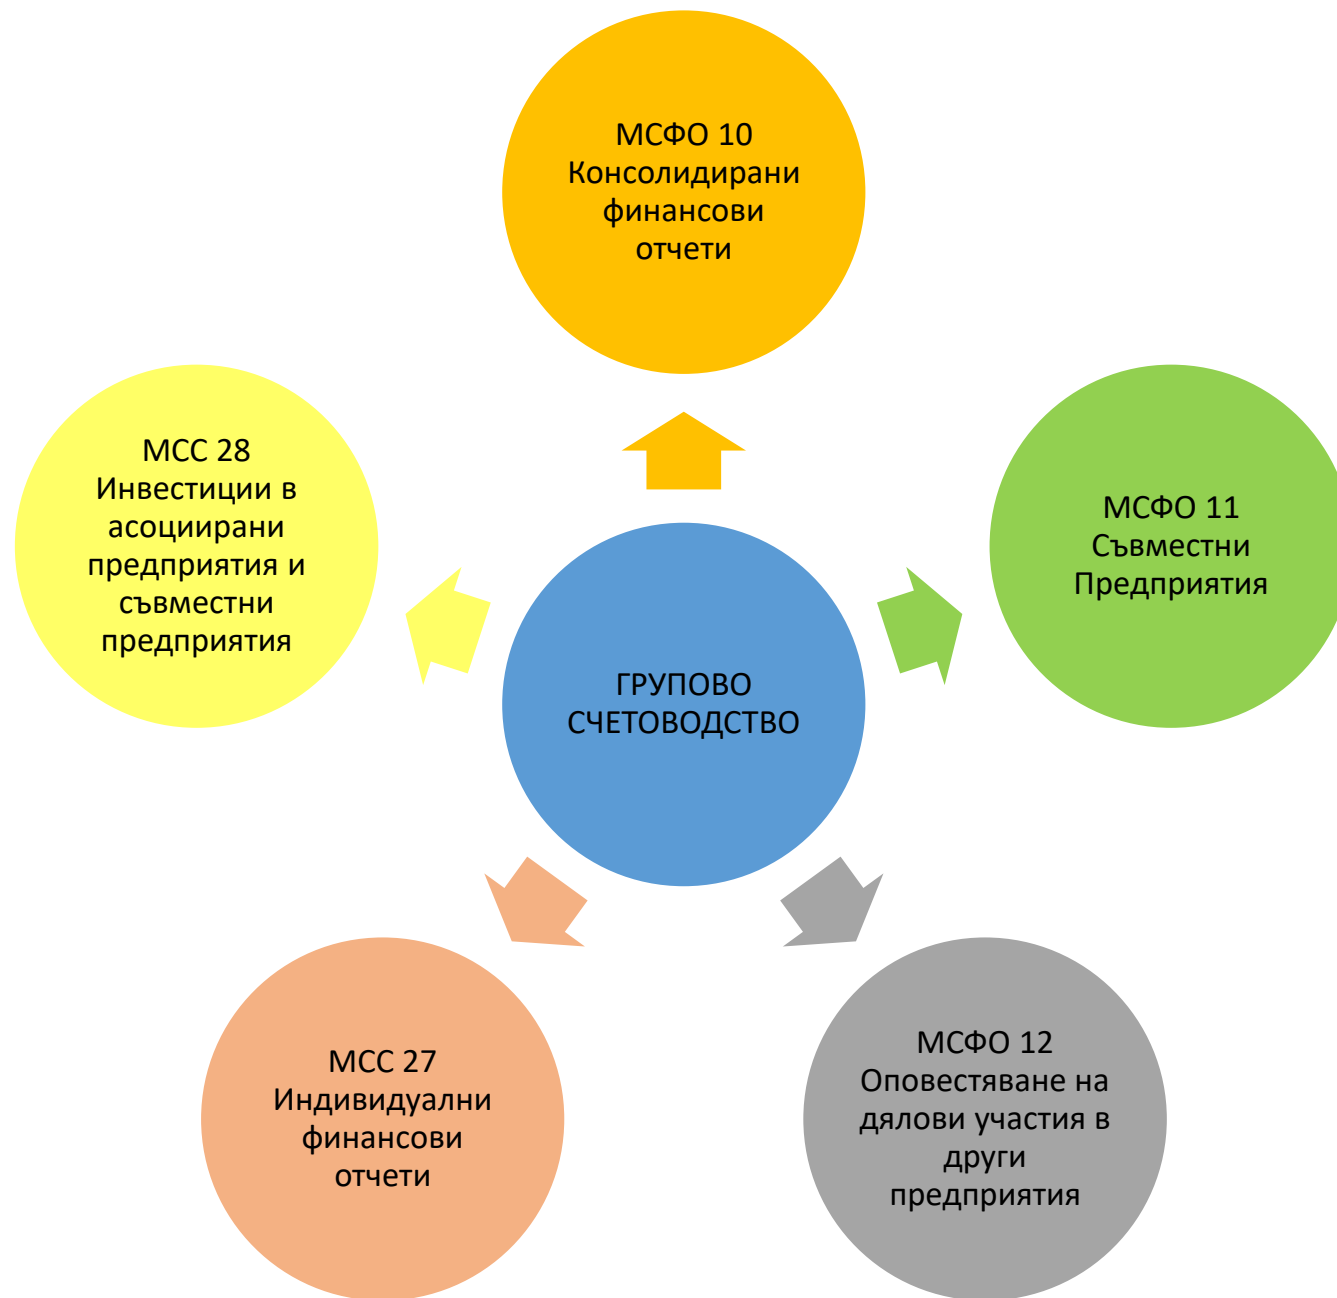 МСФО 10
Консолидирани
финансови
отчети
МСС 28
Инвестиции в
асоциирани
предприятия и
съвместни
предприятия
МСФО 11
Съвместни
Предприятия
ГРУПОВО
СЧЕТОВОДСТВО
МСС 27
Индивидуални
финансови
отчети
МСФО 12
Оповестяване на
дялови участия в
други
предприятия